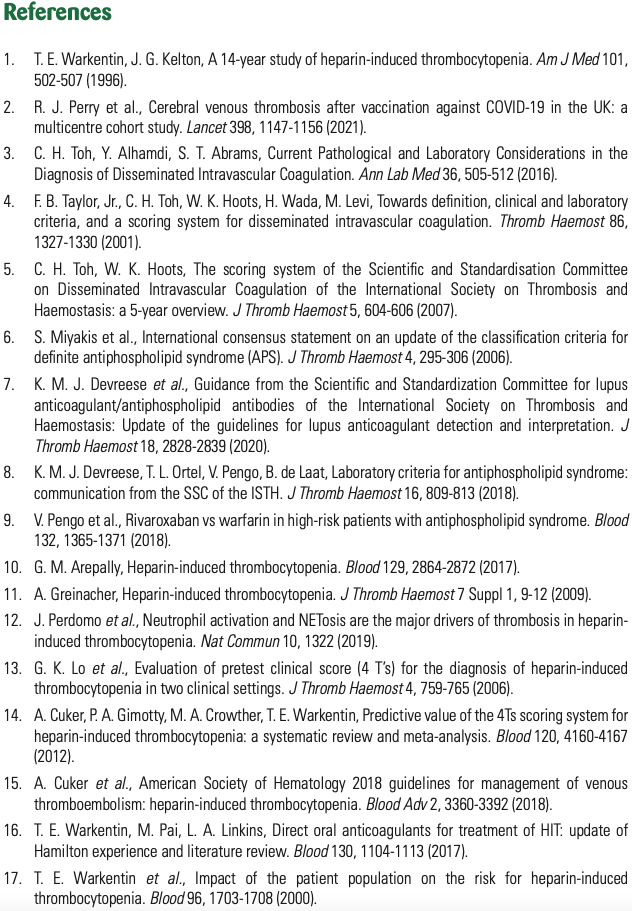 References
1. T. E. Warkentin, J. G. Kelton, A 14-year study of heparin-induced thrombocytopenia. Am J Med 101,
502-507 (1996).
2. R. J. Perry et al., Cerebral venous thrombosis after vaccination against COVID-19 in the UK: a
multicentre cohort study. Lancet 398, 1147-1156 (2021).
3. C. H. Toh, Y. Alhamdi, S. T. Abrams, Current Pathological and Laboratory Considerations in the
Diagnosis of Disseminated Intravascular Coagulation. Ann Lab Med 36, 505-512 (2016).
4. F. B. Taylor, Jr., C. H. Toh, W. K. Hoots, H. Wada, M. Levi, Towards definition, clinical and laboratory
criteria, and a scoring system for disseminated intravascular coagulation. Thromb Haemost 86,
1327-1330 (2001).
5. C. H. Toh, W. K. Hoots, The scoring system of the Scientific and Standardisation Committee
on Disseminated Intravascular Coagulation of the International Society on Thrombosis and
Haemostasis: a 5-year overview. J Thromb Haemost 5, 604-606 (2007).
6. S. Miyakis et al., International consensus statement on an update of the classification criteria for
definite antiphospholipid syndrome (APS). J Thromb Haemost 4, 295-306 (2006).
7. K. M. J. Devreese et al., Guidance from the Scientific and Standardization Committee for lupus
anticoagulant/antiphospholipid antibodies of the International Society on Thrombosis and
Haemostasis: Update of the guidelines for lupus anticoagulant detection and interpretation. J
Thromb Haemost 18, 2828-2839 (2020).
8. K. M. J. Devreese, T. L. Ortel, V. Pengo, B. de Laat, Laboratory criteria for antiphospholipid syndrome:
communication from the SSC of the ISTH. J Thromb Haemost 16, 809-813 (2018).
9. V. Pengo et al., Rivaroxaban vs warfarin in high-risk patients with antiphospholipid syndrome. Blood
132, 1365-1371 (2018).
10. G. M. Arepally, Heparin-induced thrombocytopenia. Blood 129, 2864-2872 (2017).
11. A. Greinacher, Heparin-induced thrombocytopenia. J Thromb Haemost 7 Suppl 1, 9-12 (2009).
12. J. Perdomo et al., Neutrophil activation and NETosis are the major drivers of thrombosis in heparin-
induced thrombocytopenia. Nat Commun 10, 1322 (2019).
13. G. K. Lo et al., Evaluation of pretest clinical score (4 T's) for the diagnosis of heparin-induced
thrombocytopenia in two clinical settings. J Thromb Haemost 4, 759-765 (2006).
14. A. Cuker, P. A. Gimotty, M. A. Crowther, T. E. Warkentin, Predictive value of the 4Ts scoring system for
heparin-induced thrombocytopenia: a systematic review and meta-analysis. Blood 120, 4160-4167
(2012).
15. A. Cuker et al., American Society of Hematology 2018 guidelines for management of venous
thromboembolism: heparin-induced thrombocytopenia. Blood Adv 2, 3360-3392 (2018).
16. T. E. Warkentin, M. Pai, L. A. Linkins, Direct oral anticoagulants for treatment of HIT: update of
Hamilton experience and literature review. Blood 130, 1104-1113 (2017).
17. T. E. Warkentin et al., Impact of the patient population on the risk for heparin-induced
thrombocytopenia. Blood 96, 1703-1708 (2000).